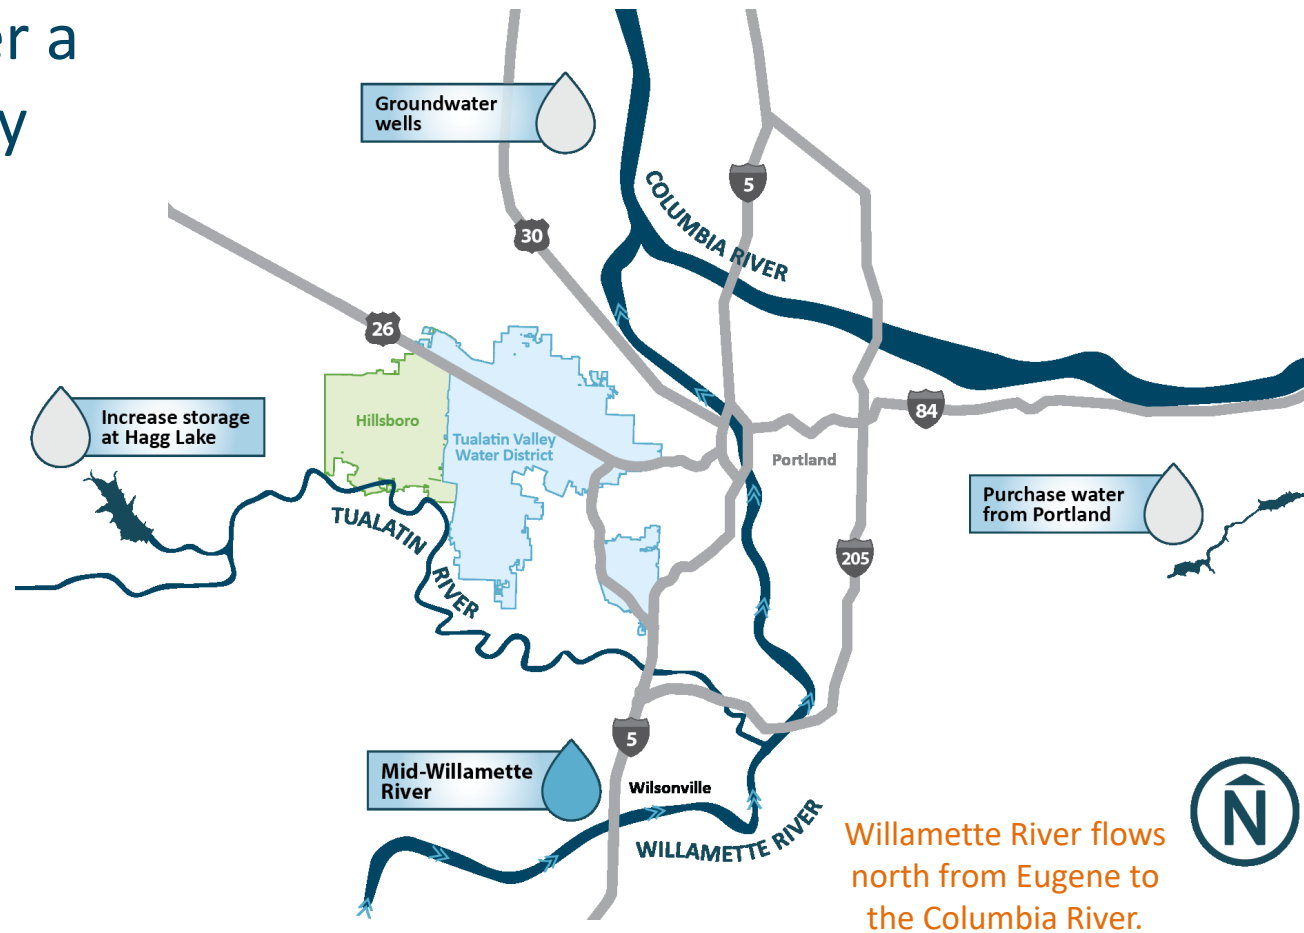 er a
y
Groundwater
wells
5
COLUMBIA RIVER
30
26
Increase storage
at Hagg Lake
Hillsboro
Tualatin Valley
Water District
84
Portland
Purchase water
from Portland
TUALATIN
RIVER
205
5
Mid-Willamette
River
Wilsonville
WILLAMETTE RIVER
N
Willamette River flows
north from Eugene to
the Columbia River.